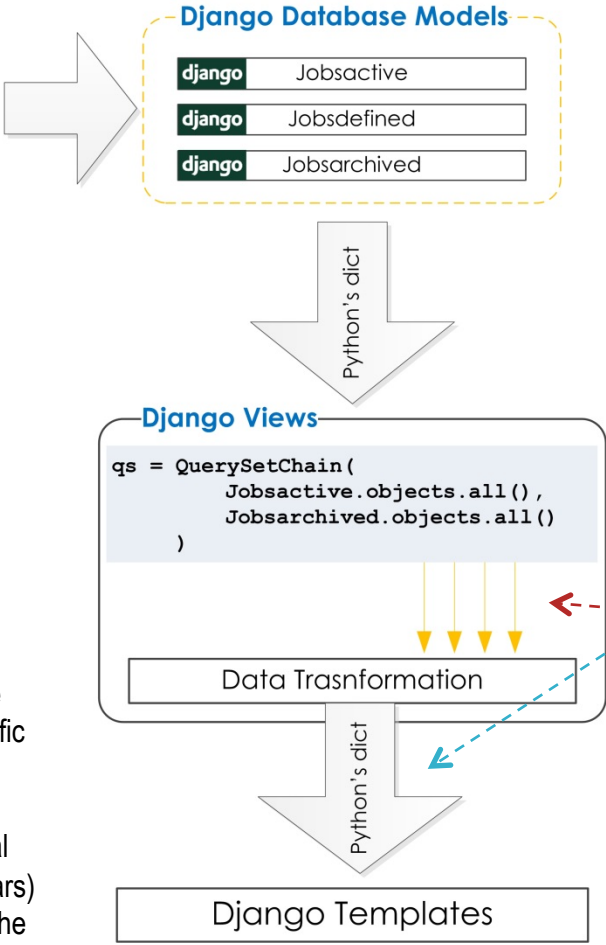 Django Database Models
django Jobsactive
django Jobsdefined
django Jobsarchived
Python's dict
Django Views
qs = QuerySetChain(
Jobsactive.objects.all(),
Jobsarchived.objects.all()
)
Data Trasnformation
fic
Python's dict
al
ars)
he
Django Templates